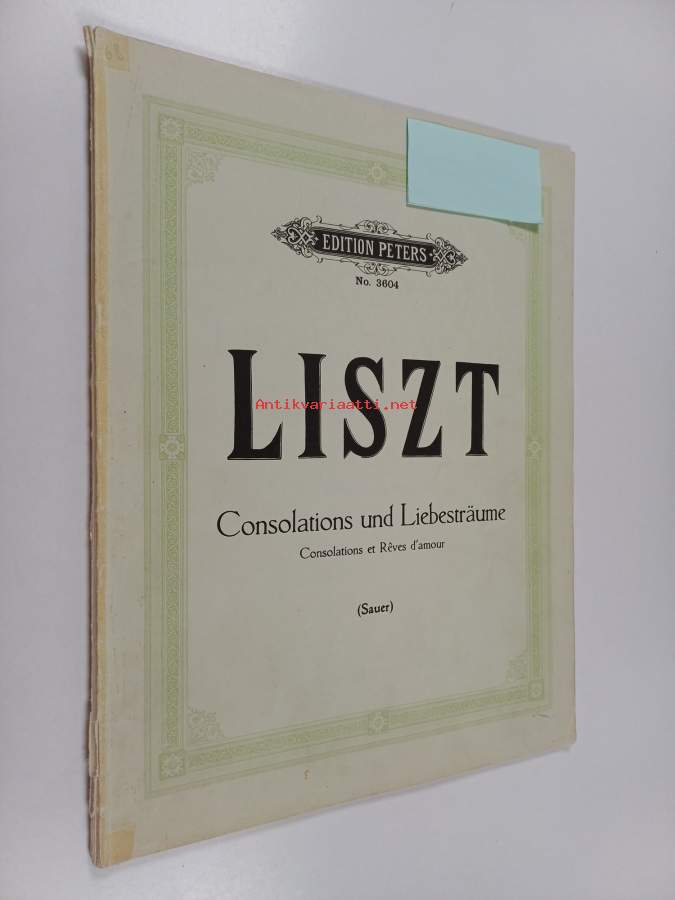 EDITION PETERS
No. 3604
LISZT
Antikvariaatti.net
Consolations und Liebesträume
Consolations et Rêves d'amour
(Sauer)